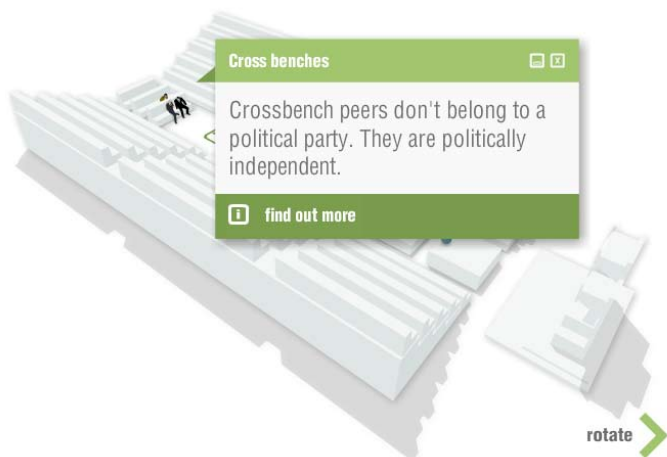 Cross benches
Crossbench peers don't belong to a
political party. They are politically
independent.
find out more
rotate